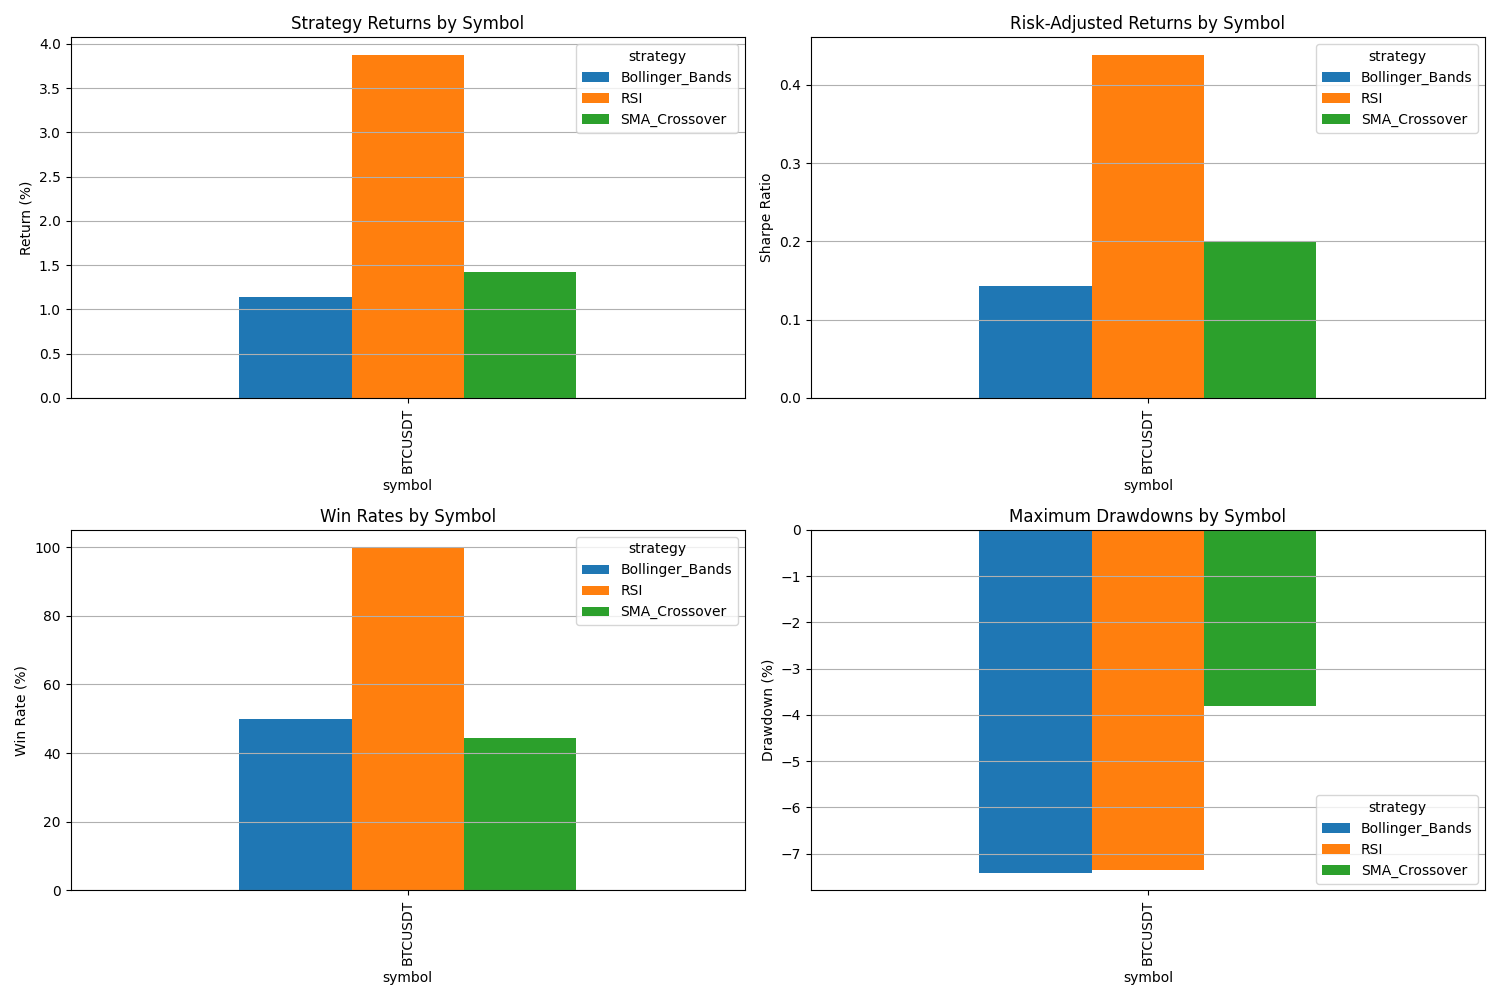 Strategy Returns by Symbol
Return (%)
4.0
3.5
3.0
2.5
2.0
1.5
1.0
0.5
0.0
strategy
Bollinger_Bands
RSI
SMA_Crossover
BTCUSDT
symbol
Risk-Adjusted Returns by Symbol
Sharpe Ratio
0.4
0.3
0.2
0.1
0.0
strategy
Bollinger_Bands
RSI
SMA_Crossover
BTCUSDT
symbol
Win Rates by Symbol
Win Rate (%)
100
80
60
40
20
0
strategy
Bollinger_Bands
RSI
SMA_Crossover
BTCUSDT
symbol
Maximum Drawdowns by Symbol
Drawdown (%)
0
−1
−2
−3
−4
−5
−6
−7
strategy
Bollinger_Bands
RSI
SMA_Crossover
BTCUSDT
symbol